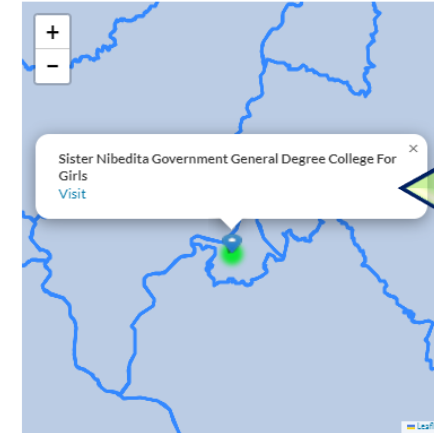 +
−
×
Sister Nibedita Government General Degree College For
Girls
Visit